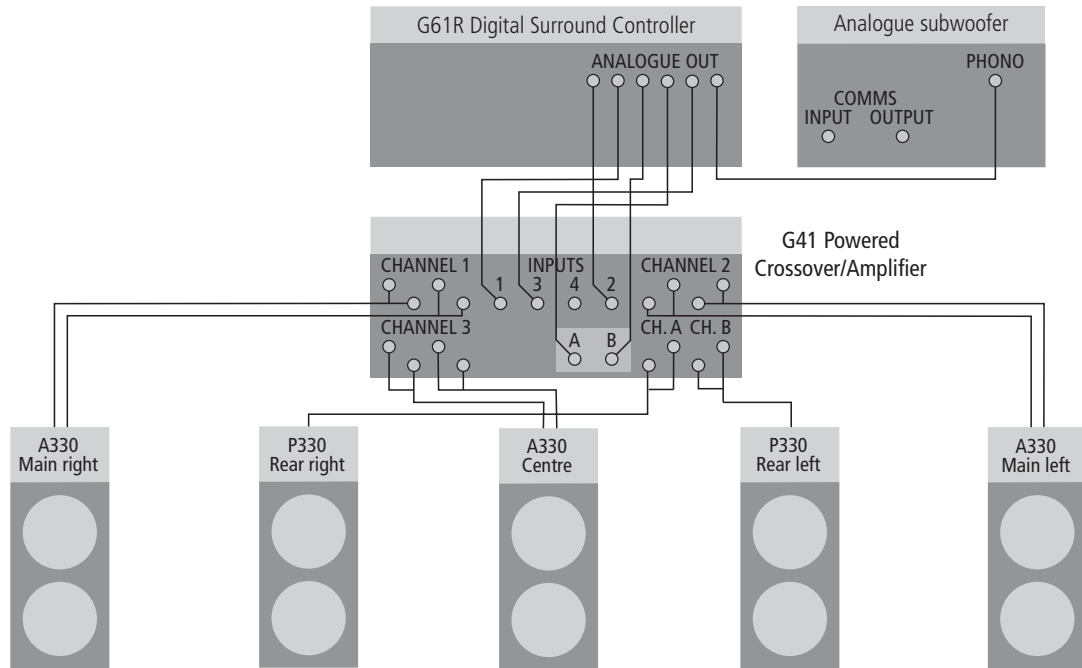 G61R Digital Surround Controller
ANALOGUE OUT
Analogue subwoofer
PHONO
COMMS
INPUT OUTPUT
G41 Powered
Crossover/Amplifier
CHANNEL 1
INPUTS
CHANNEL 2
1 3 4 2
CHANNEL 3
A B
CH. A CH. B
A330
Main right
P330
Rear right
A330
Centre
P330
Rear left
A330
Main left